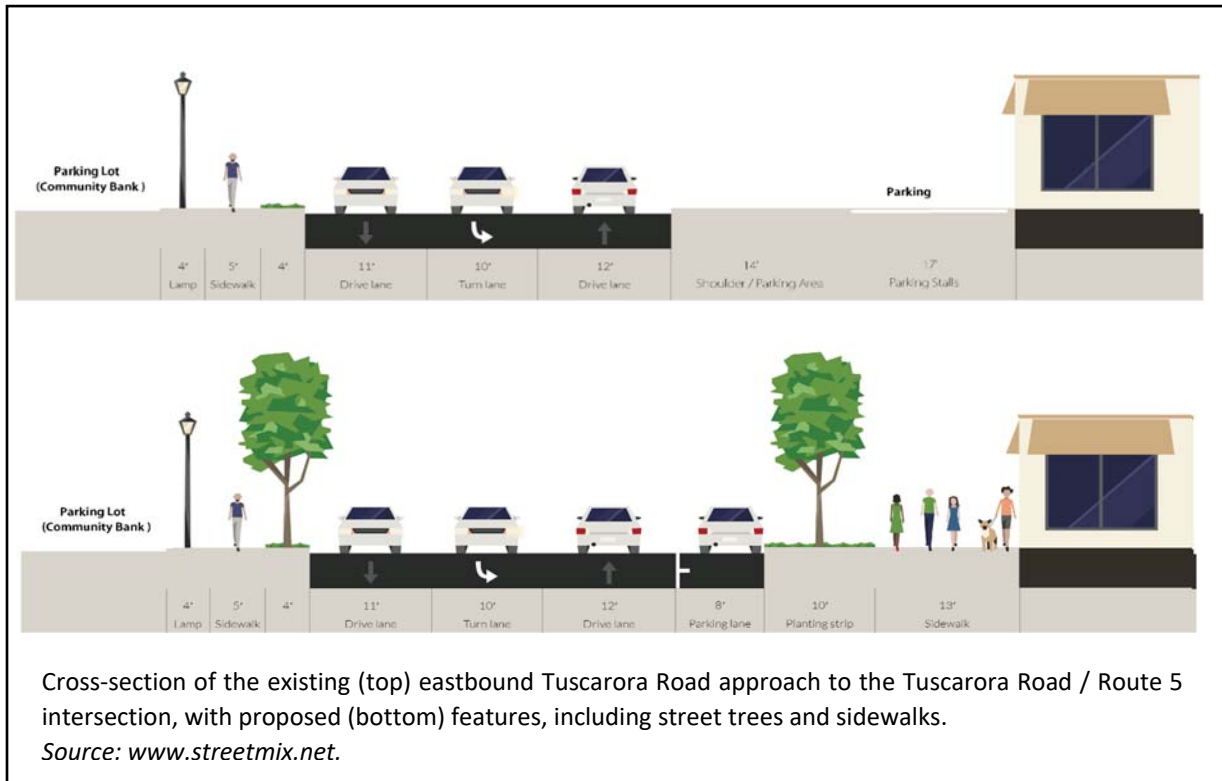 Parking Lot
(Community Bank )
Parking
4' 5' 4' 11' 10' 12' 14' 17'
Lamp Sidewalk Drive lane Turn lane Drive lane Shoulder / Parking Area Parking Stalls
Parking Lot
(Community Bank )
4' 5' 4' 11' 10' 12' 8' 10' 13'
Lamp Sidewalk Drive lane Turn lane Drive lane Parking lane Planting strip Sidewalk
Cross-section of the existing (top) eastbound Tuscarora Road approach to the Tuscarora Road / Route 5
intersection, with proposed (bottom) features, including street trees and sidewalks.
Source: www.streetmix.net.